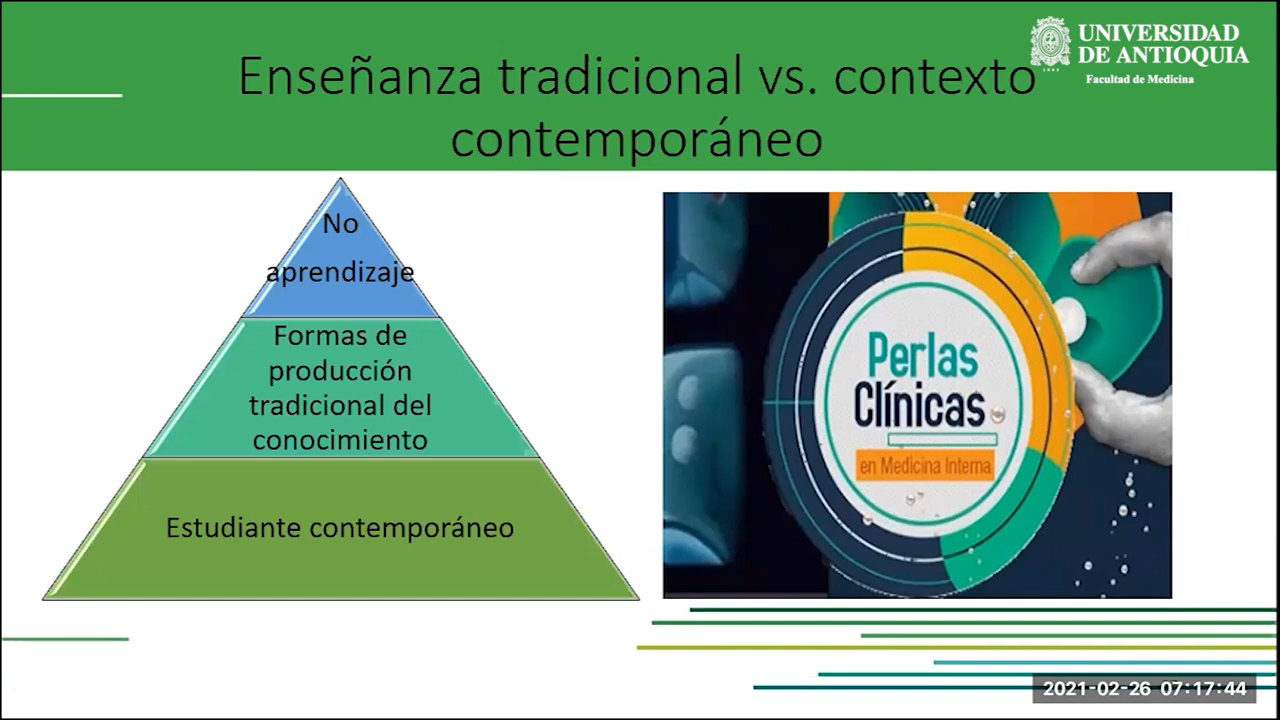 Enseñanza tradicional vs. contexto
contemporáneo
UNIVERSIDAD
DE ANTIOQUIA
Facultad de Medicina
No
aprendizaje
Formas de
producción
tradicional del
conocimiento
Estudiante contemporáneo
Perlas
Clínicas
en Medicina Interna
2021-02-26 07:17:44